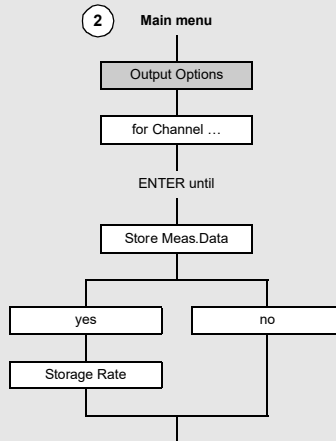 2 Main menu
Output Options
for Channel ...
ENTER until
Store Meas.Data
yes no
Storage Rate